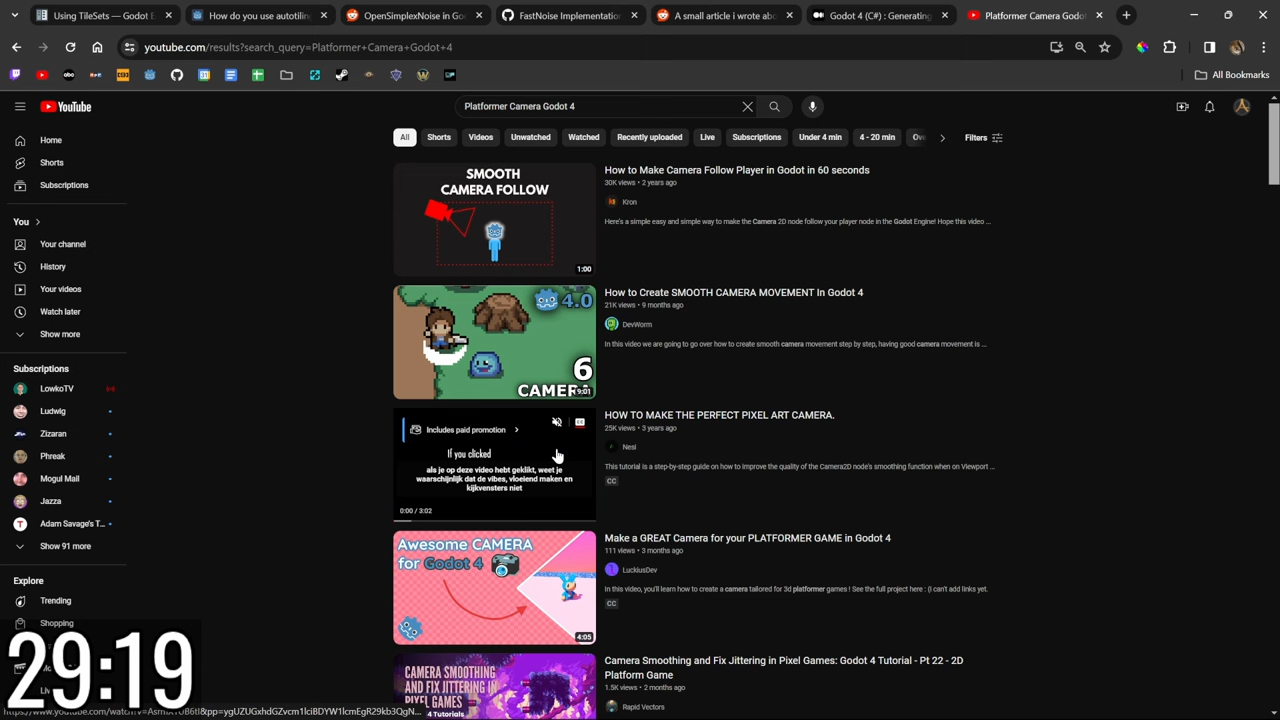 Using TileSets — Godot E
How do you use autotiling
OpenSimplexNoise in Go
FastNoise Implementation
A small article i wrote abo
Godot 4 (C#) : Generating
Platformer Camera Godot
youtube.com/results?search_query=Platformer+Camera+Godot+4
All Bookmarks
YouTube
Platformer Camera Godot 4
Home
Shorts
Subscriptions
You
Your channel
History
Your videos
Watch later
Show more
Subscriptions
LowkoTV
Ludwig
Zizaran
Phreak
Mogul Mail
Jazza
Adam Savage's T...
Show 91 more
Explore
Trending
Shopping
29:19
All
Shorts
Videos
Unwatched
Watched
Recently uploaded
Live
Subscriptions
Under 4 min
4 - 20 min
Ov
Filters
SMOOTH
CAMERA FOLLOW
1:00
How to Make Camera Follow Player in Godot in 60 seconds
30K views • 2 years ago
Kron
Here's a simple easy and simple way to make the Camera 2D node follow your player node in the Godot Engine! Hope this video ...
4.0
6
CAMERA
9:01
How to Create SMOOTH CAMERA MOVEMENT In Godot 4
21K views • 9 months ago
DevWorm
In this video we are going to go over how to create smooth camera movement step by step, having good camera movement is ...
Includes paid promotion
CC
If you clicked
als je op deze video hebt geklikt, weet je
waarschijnlijk dat de vibes, vloeiend maken en
kijkvensters niet
0:00 / 3:02
HOW TO MAKE THE PERFECT PIXEL ART CAMERA.
25K views • 3 years ago
Nesi
This tutorial is a step-by-step guide on how to improve the quality of the Camera2D node's smoothing function when on Viewport ...
CC
Awesome CAMERA
for Godot 4
4:05
Make a GREAT Camera for your PLATFORMER GAME in Godot 4
111 views • 3 months ago
LuckiusDev
In this video, you'll learn how to create a camera tailored for 3d platformer games ! See the full project here : (I can't add links yet.
CC
CAMERA SMOOTHING
AND FIX JITTERING IN
PIXEL GAMES
4 Tutorials
Camera Smoothing and Fix Jittering in Pixel Games: Godot 4 Tutorial - Pt 22 - 2D
Platform Game
1.5K views • 2 months ago
Rapid Vectors